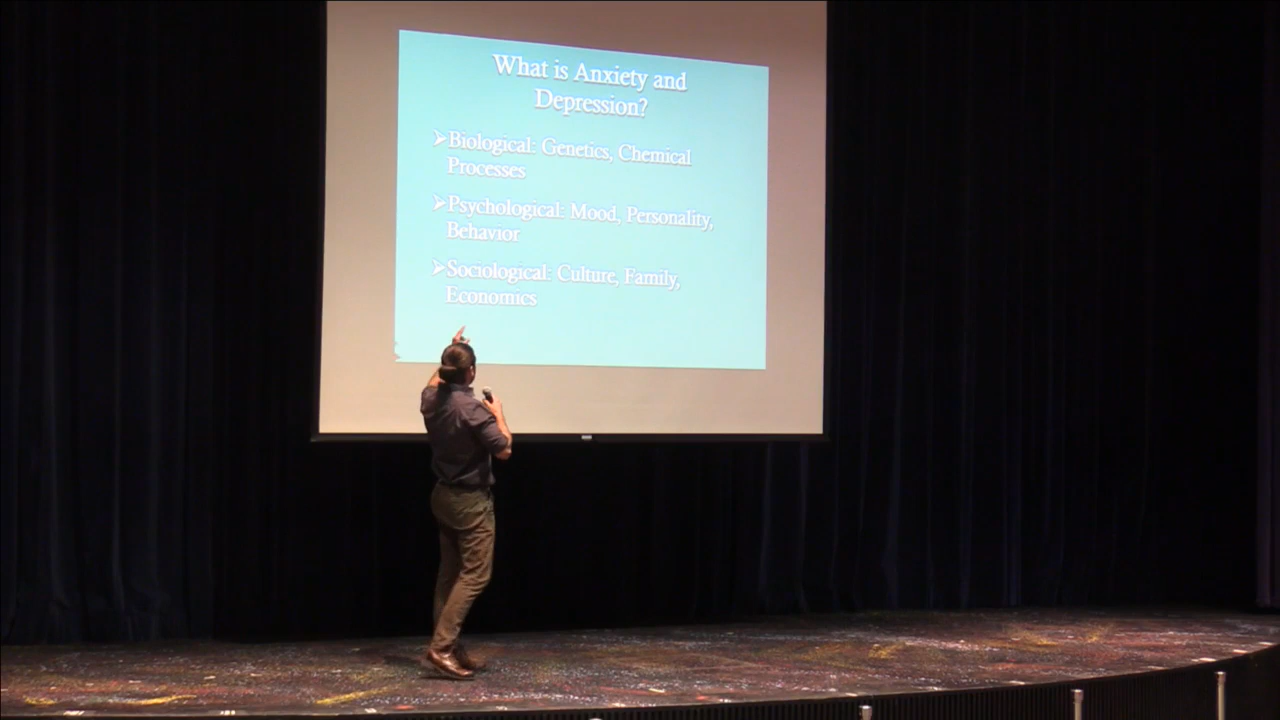 What is Anxiety and
Depression?
➢Biological: Genetics, Chemical
Processes
➢Psychological: Mood, Personality,
Behavior
➢Sociological: Culture, Family,
Economics